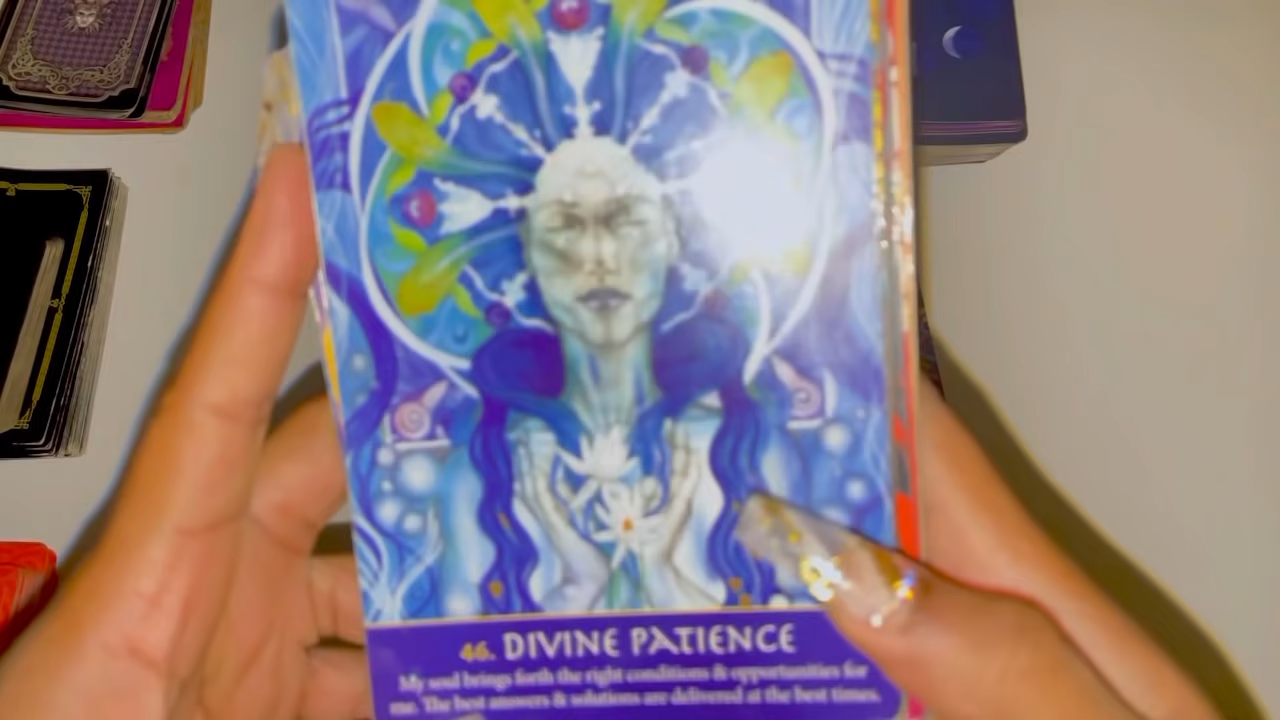 46. DIVINE PATIENCE
My soul brings forth the right conditions & opportunities for
me. The best answers & solutions are delivered at the best times.